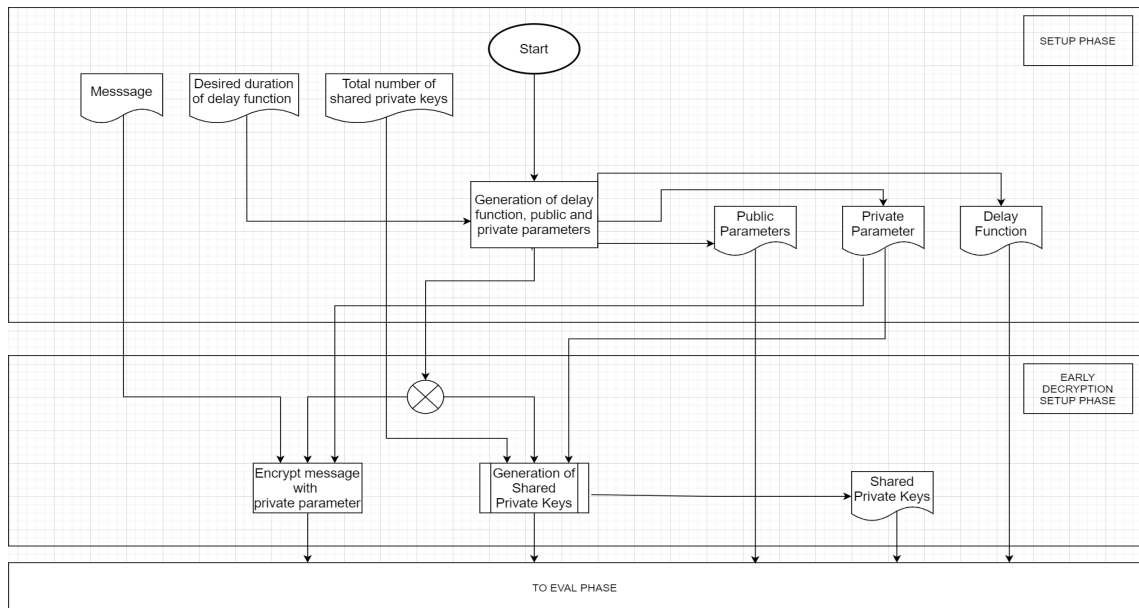 SETUP PHASE
Start
Messsage
Desired duration
of delay function
Total number of
shared private keys
Generation of delay
function, public and
private parameters
Public
Parameters
Private
Parameter
Delay
Function
EARLY
DECRYPTION
SETUP PHASE
Encrypt message
with
private parameter
Generation of
Shared
Private Keys
Shared
Private Keys
TO EVAL PHASE